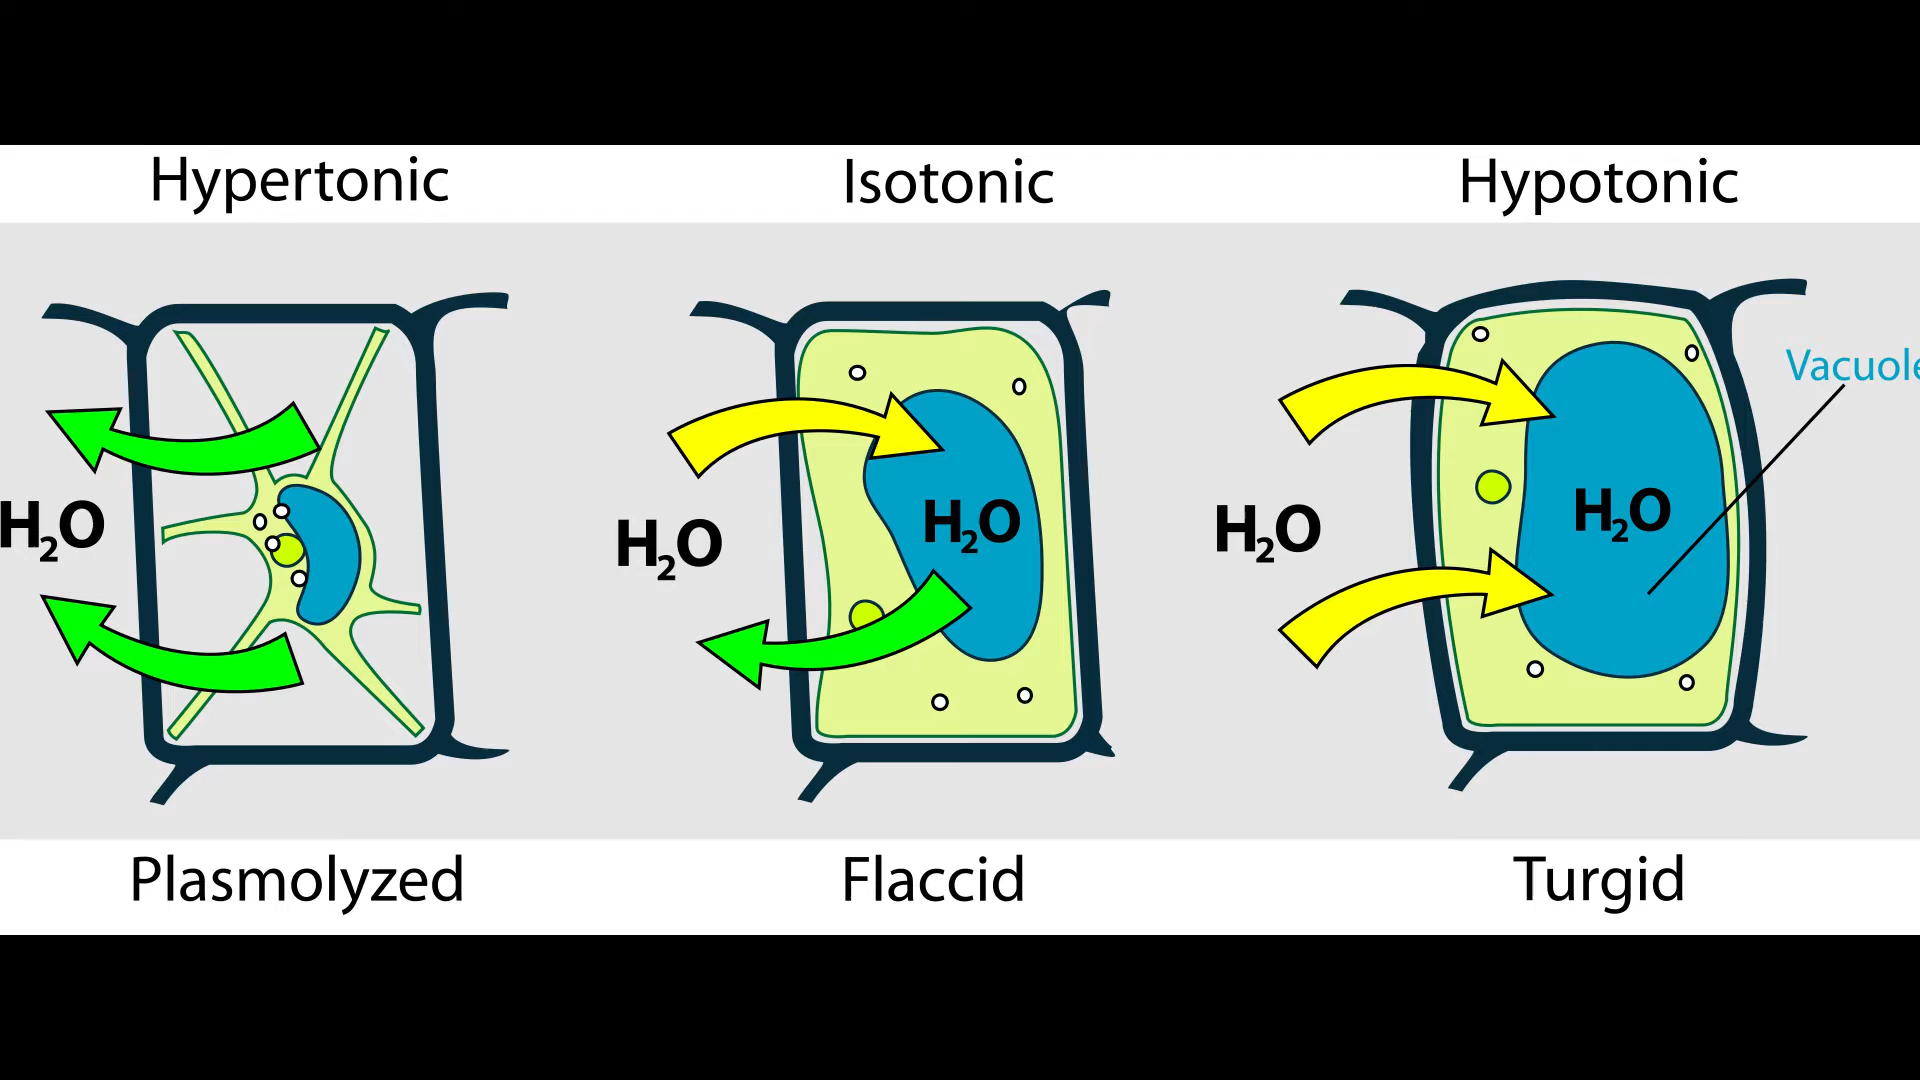 Hypertonic
Isotonic
Hypotonic
Vacuole
H₂O
H₂O
H₂O
H₂O
H₂O
Plasmolyzed
Flaccid
Turgid